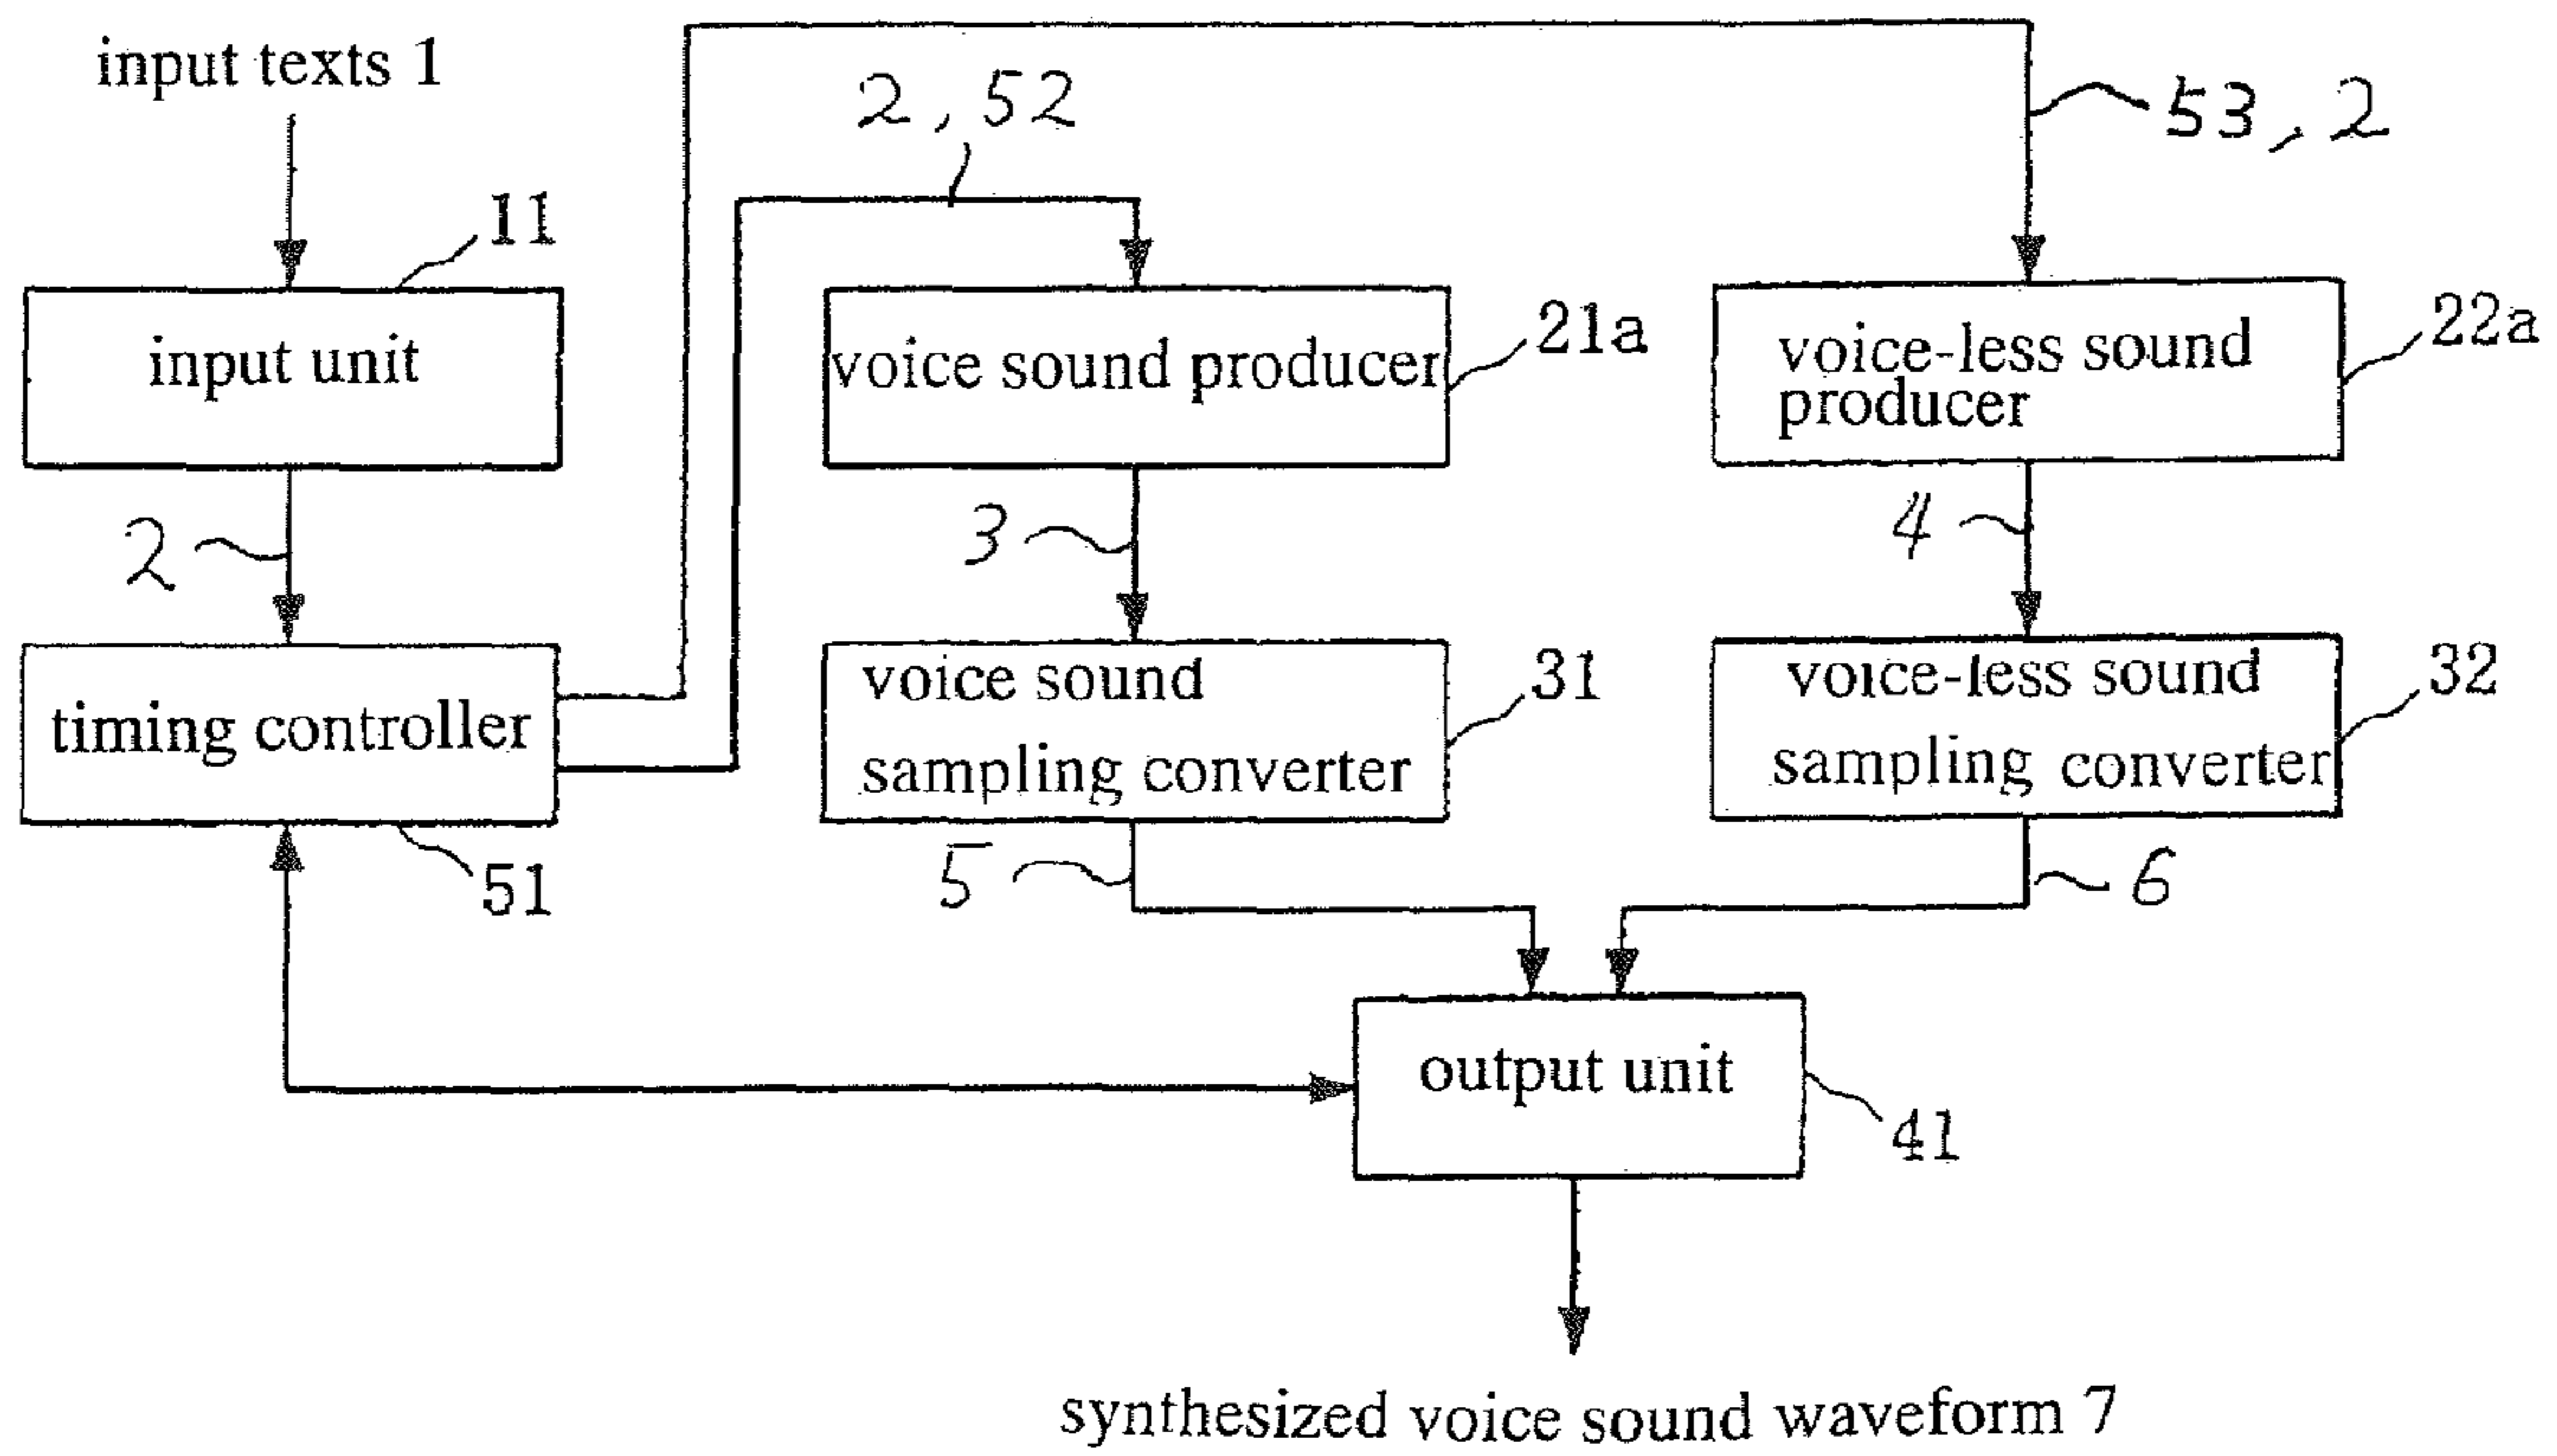 input texts 1
2, 52
53, 2
11
input unit
voice sound producer
21a
voice-less sound
producer
22a
2
3
4
timing controller
51
voice sound
sampling converter
31
voice-less sound
sampling converter
32
5
6
output unit
41
synthesized voice sound waveform 7